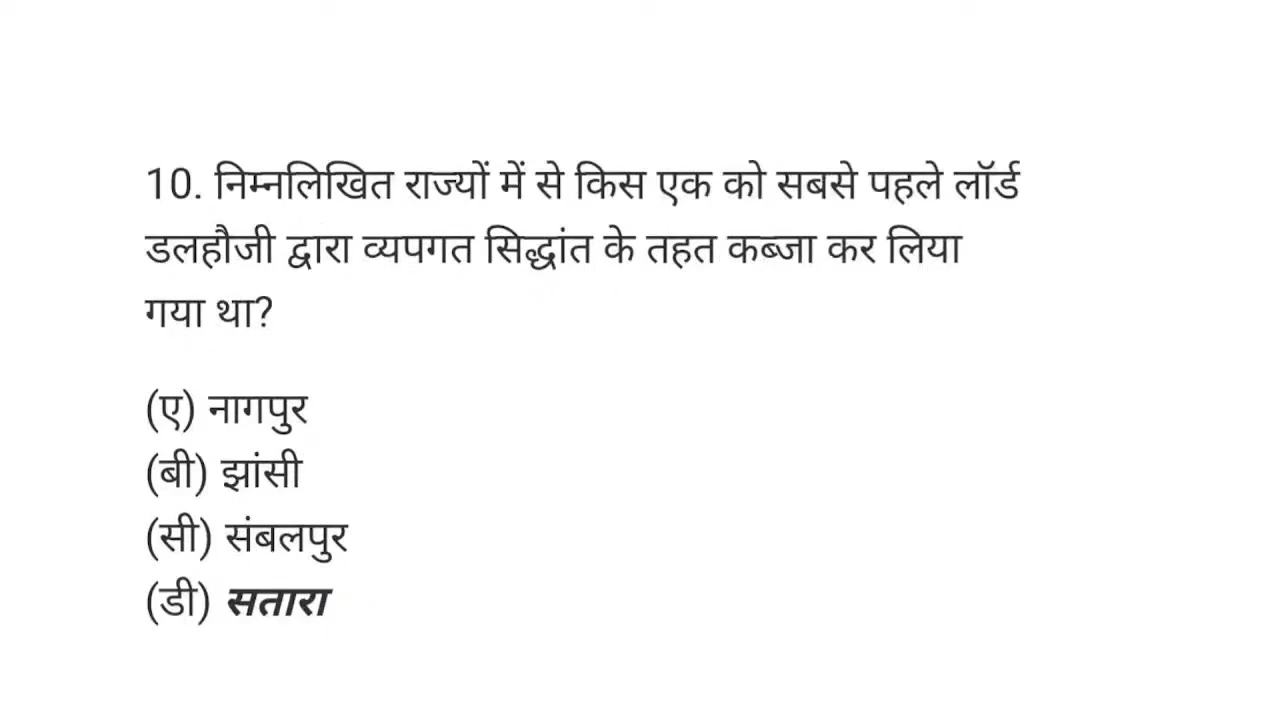 10. निम्नलिखित राज्यों में से किस एक को सबसे पहले लॉर्ड
डलहौजी द्वारा व्यपगत सिद्धांत के तहत कब्जा कर लिया
गया था?
(ए) नागपुर
(बी) झांसी
(सी) संबलपुर
(डी) सतारा